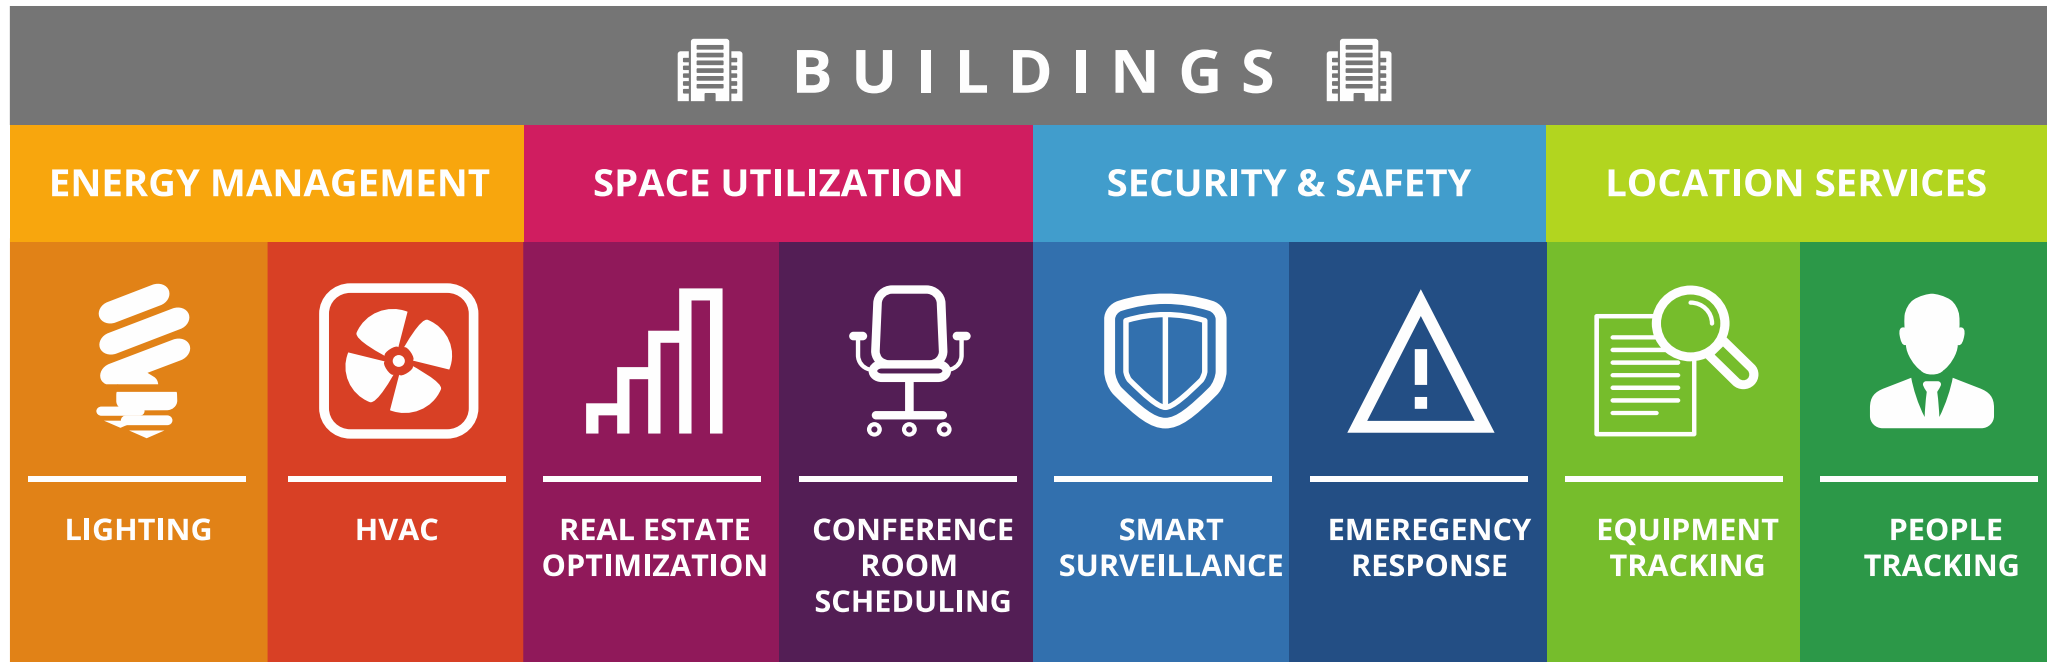 BUILDINGS
ENERGY MANAGEMENT
SPACE UTILIZATION
SECURITY & SAFETY
LOCATION SERVICES
LIGHTING
HVAC
REAL ESTATE
OPTIMIZATION
CONFERENCE
ROOM
SCHEDULING
SMART
SURVEILLANCE
EMEREGENCY
RESPONSE
EQUIPMENT
TRACKING
PEOPLE
TRACKING